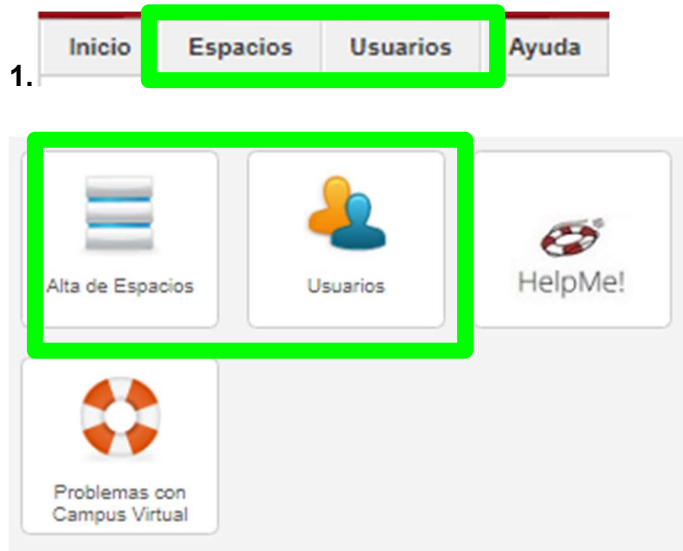 Inicio Espacios Usuarios Ayuda
1.
Alta de Espacios Usuarios HelpMe!
Problemas con
Campus Virtual